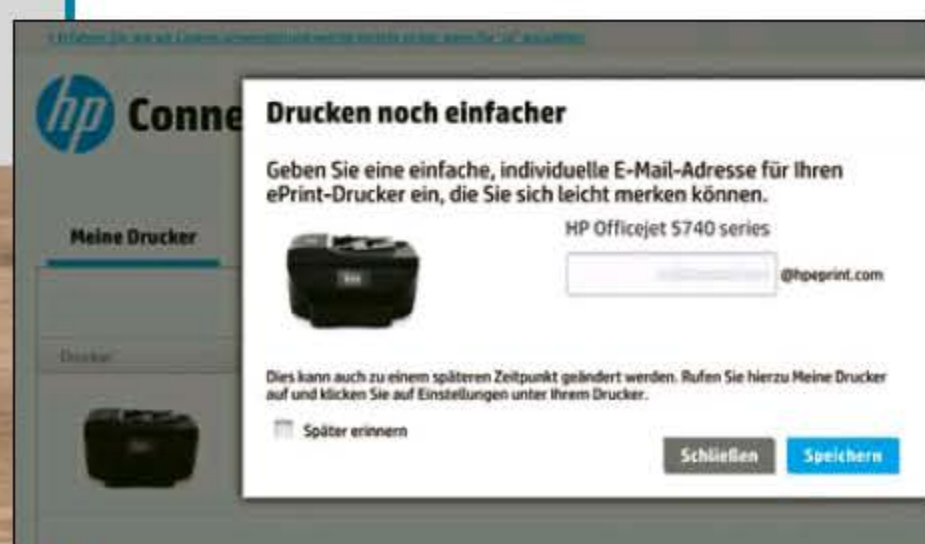 hp Conne
Drucken noch einfacher
Geben Sie eine einfache, individuelle E-Mail-Adresse für Ihren
ePrint-Drucker ein, die Sie sich leicht merken können.
Meine Drucker
HP Officejet 5740 series
@hpeprint.com
Drucker
Dies kann auch zu einem späteren Zeitpunkt geändert werden. Rufen Sie hierzu Meine Drucker
auf und klicken Sie auf Einstellungen unter Ihrem Drucker.
Später erinnern
Schließen
Speichern